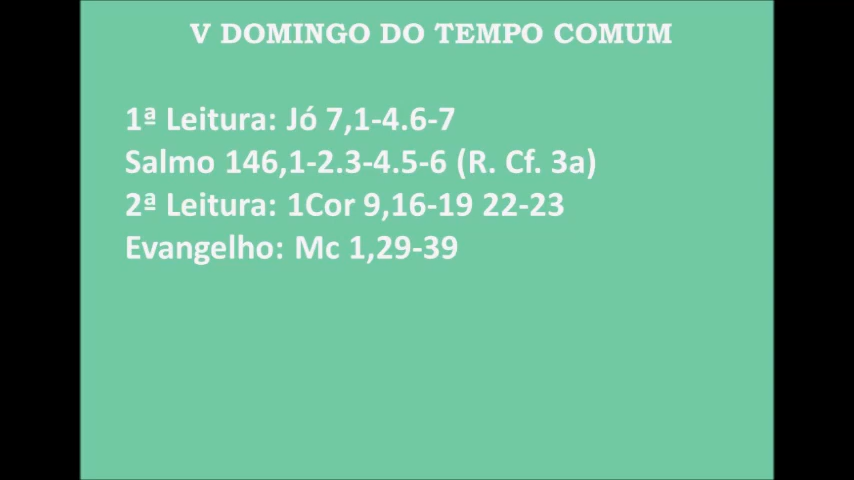 V DOMINGO DO TEMPO COMUM
1ª Leitura: Jó 7,1-4.6-7
Salmo 146,1-2.3-4.5-6 (R. Cf. 3a)
2ª Leitura: 1Cor 9,16-19 22-23
Evangelho: Mc 1,29-39